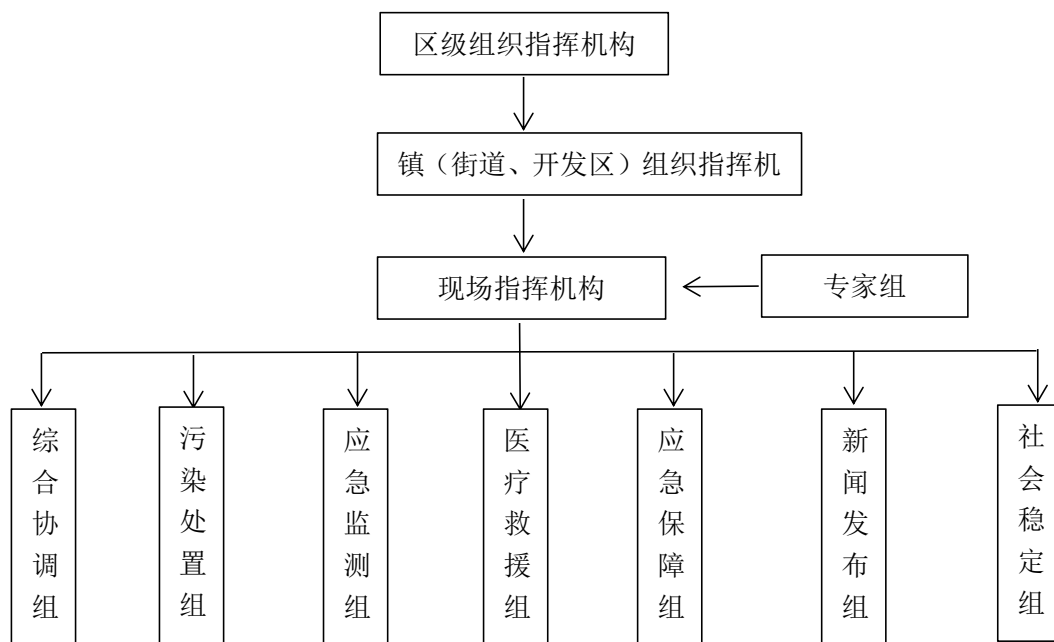 区级组织指挥机构
镇（街道、开发区）组织指挥机
现场指挥机构
专家组
综合协调组
污染处置组
应急监测组
医疗救援组
应急保障组
新闻发布组
社会稳定组